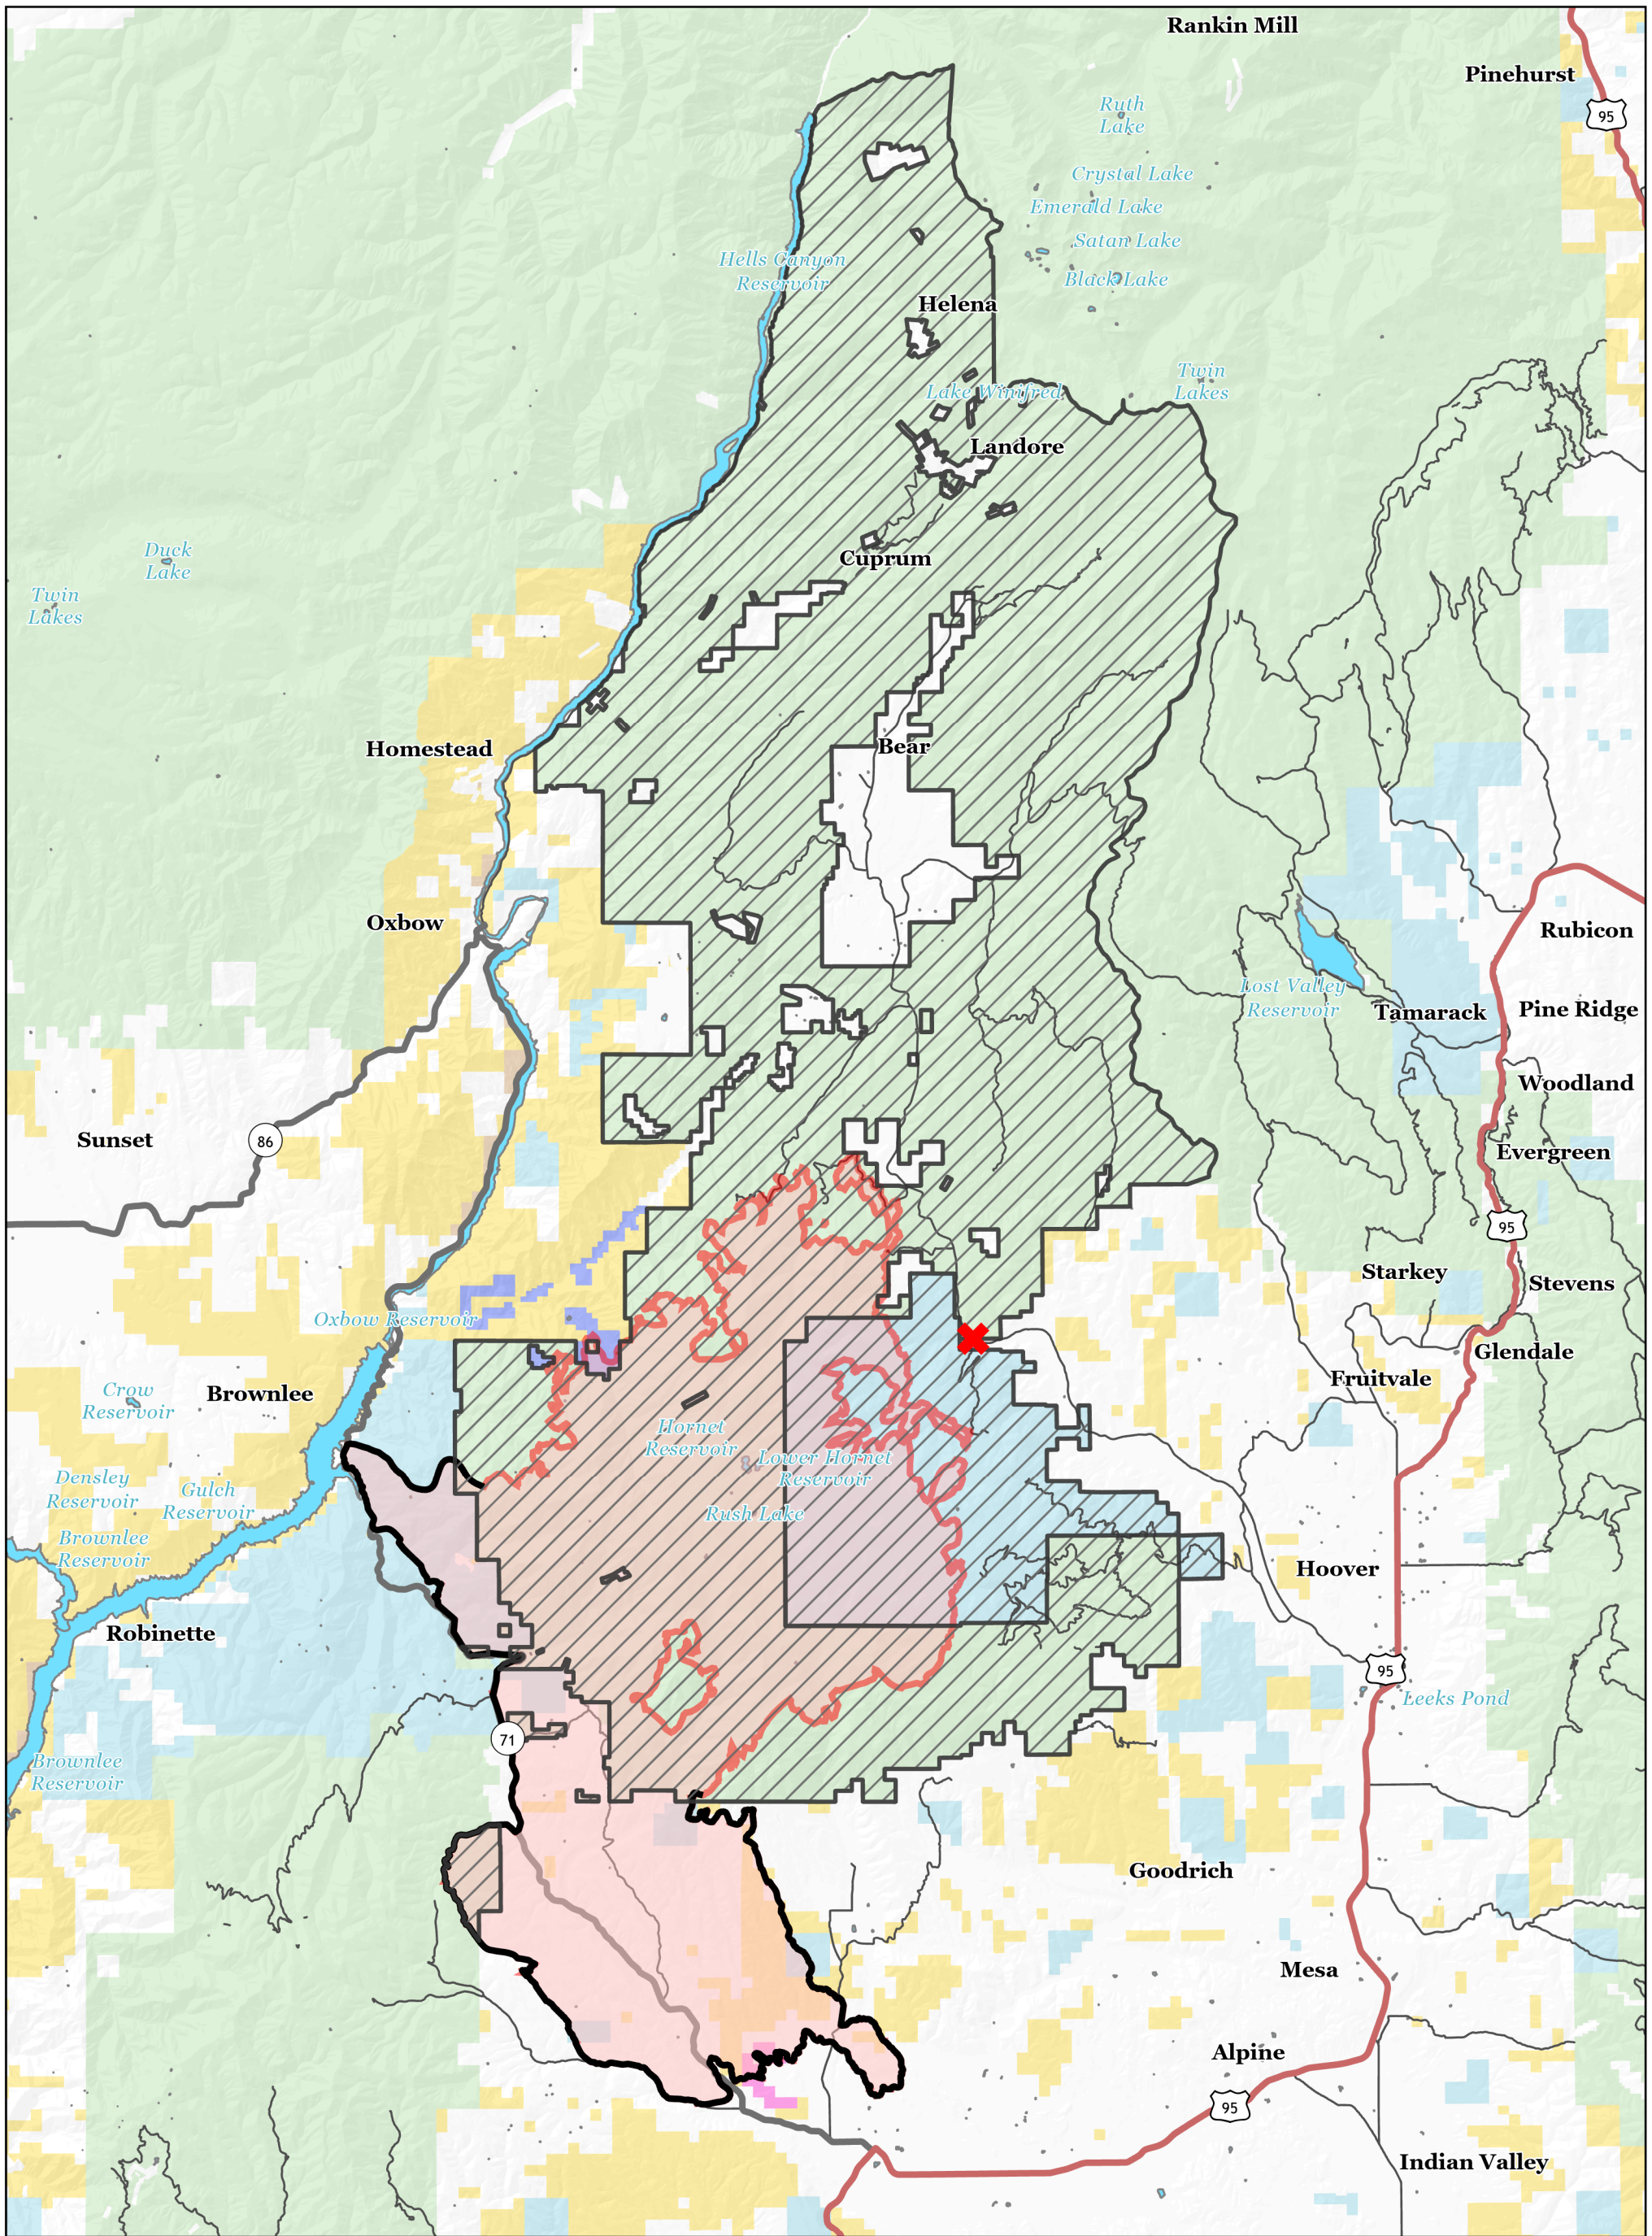 Rankin Mill
Pinehurst
95
Ruth
Lake
Crystal Lake
Emerald Lake
Satan Lake
Black Lake
Hells Canyon
Reservoir
Helena
Twin
Lakes
Lake Winifred
Landore
Duck
Lake
Cuprum
Twin
Lakes
Homestead
Bear
Oxbow
Rubicon
Lost Valley
Reservoir
Tamarack
Pine Ridge
Woodland
Sunset
86
Evergreen
95
Starkey
Stevens
Oxbow Reservoir
Glendale
Fruitvale
Crow
Reservoir
Brownlee
Hornet
Reservoir
Lower Hornet
Reservoir
Densley
Reservoir
Gulch
Reservoir
Rush Lake
Brownlee
Reservoir
Hoover
Robinette
95
Leeks Pond
71
Brownlee
Reservoir
Goodrich
Mesa
Alpine
95
Indian Valley